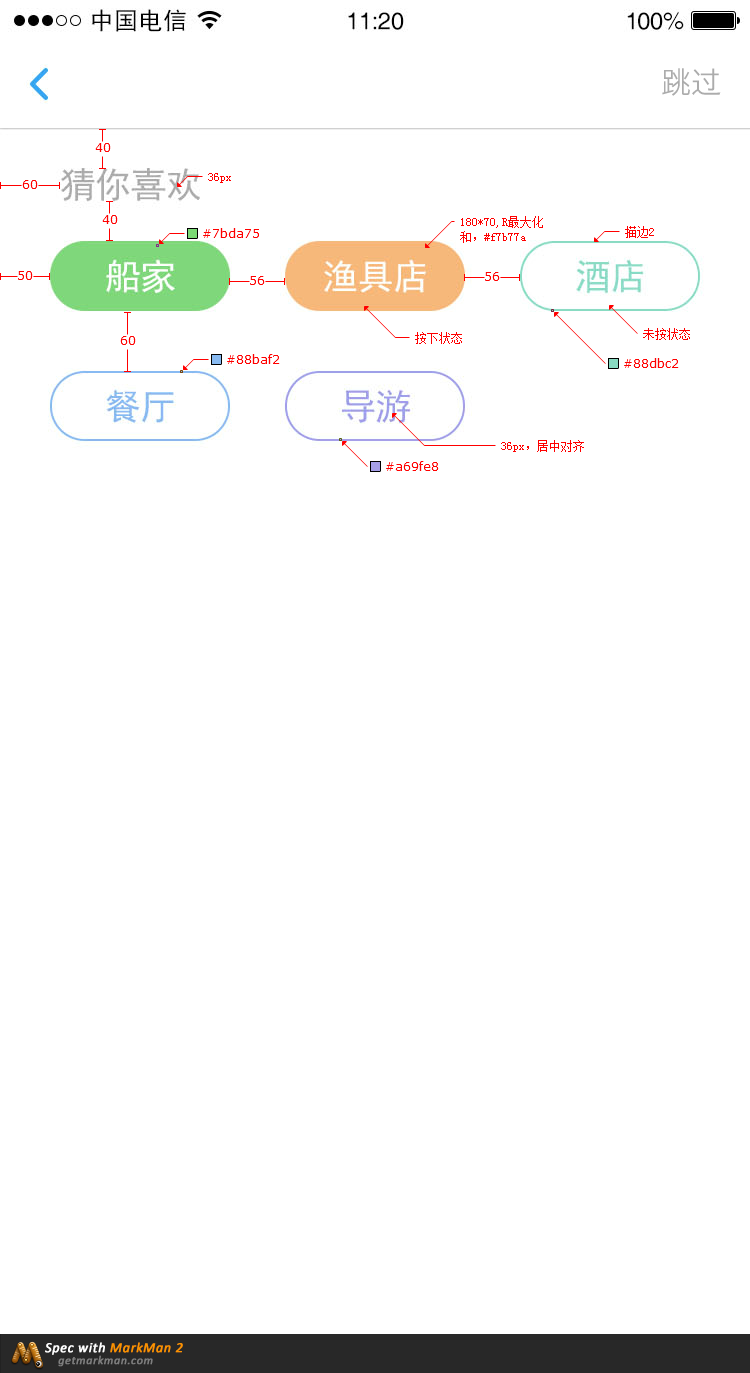 中国电信 11:20 100%
跳过
40
60 猜你喜欢 36px
40
#7bda75
180*70,R最大化
和，#f7b77a
描边2
50 船家 56 渔具店 56 酒店
60
按下状态
未按状态
#88baf2
#88dbc2
餐厅 导游
36px，居中对齐
#a69fe8
Spec with MarkMan 2
getmarkman.com